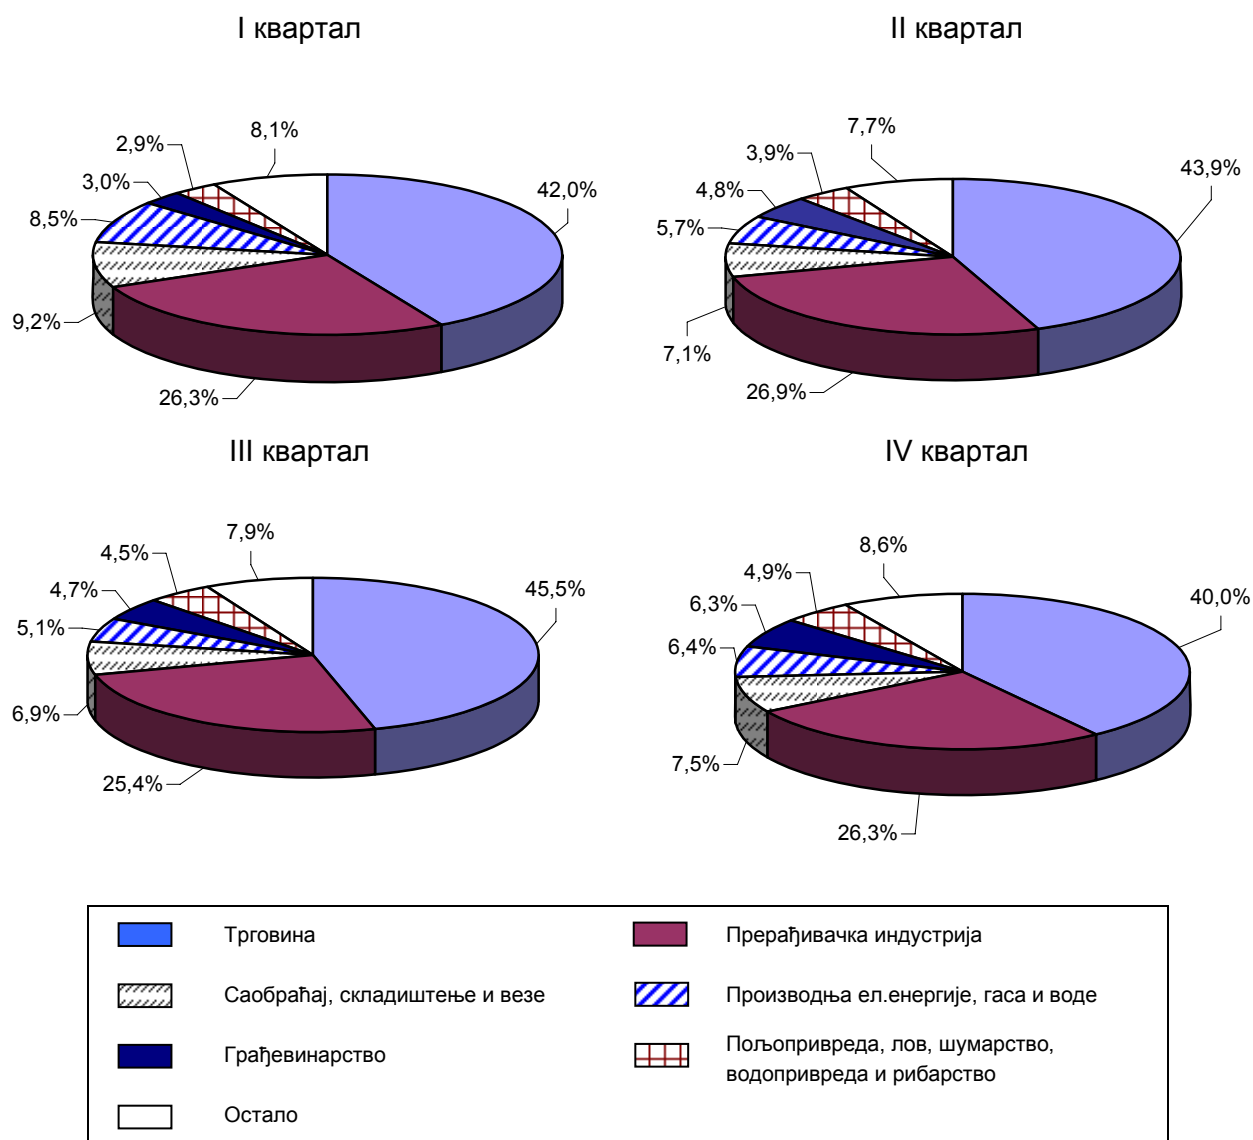 I квартал
II квартал
8,1%
2,9%
3,0%
8,5%
9,2%
26,3%
42,0%
7,7%
3,9%
4,8%
5,7%
7,1%
26,9%
43,9%
III квартал
IV квартал
7,9%
4,5%
4,7%
5,1%
6,9%
25,4%
45,5%
8,6%
4,9%
6,3%
6,4%
7,5%
26,3%
40,0%
Трговина
Прерађивачка индустрија
Саобраћај, складиштење и везе
Производња ел.енергије, гаса и воде
Грађевинарство
Пољопривреда, лов, шумарство,
водопривреда и рибарство
Остало